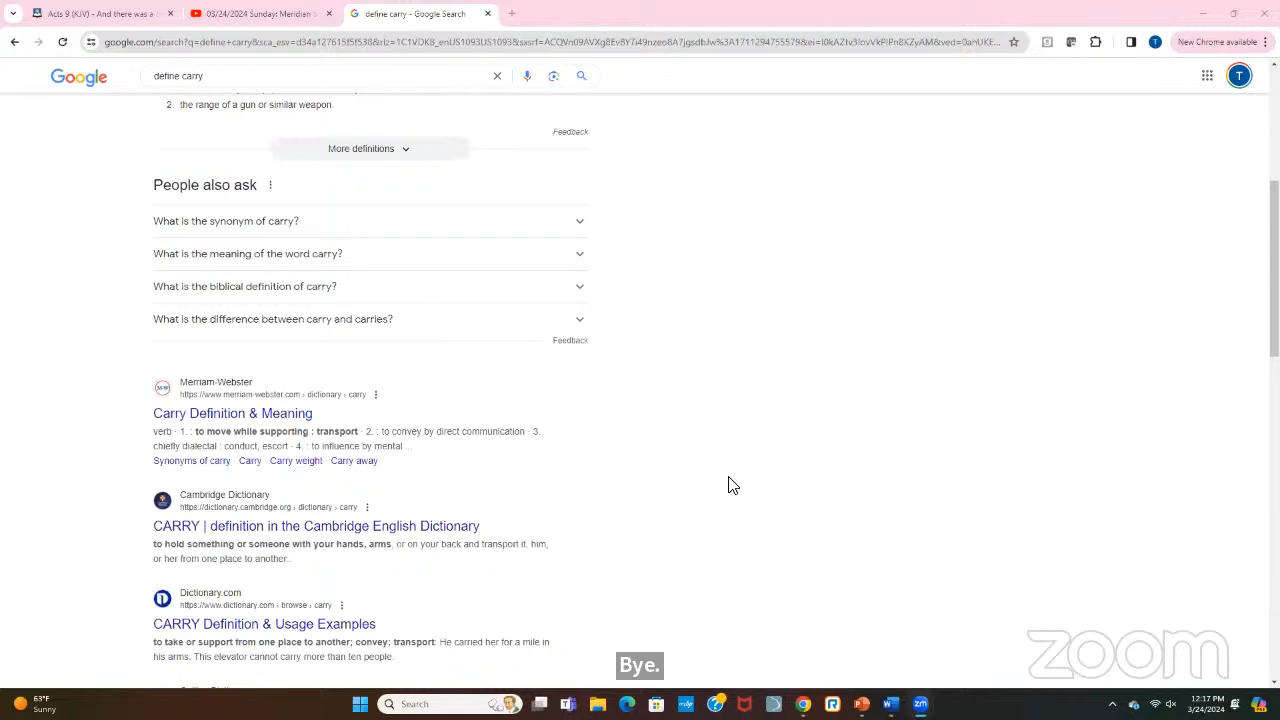 Acts 9 (KJV) - And there was a c
03/24/2024 Sunday: Meridian S
define carry - Google Search
New Chrome available
Google
define carry
T
2. the range of a gun or similar weapon.
Feedback
More definitions
People also ask
What is the synonym of carry?
What is the meaning of the word carry?
What is the biblical definition of carry?
What is the difference between carry and carries?
Feedback
Merriam-Webster
https://www.merriam-webster.com › dictionary › carry
Carry Definition & Meaning
verb · 1. : to move while supporting : transport · 2. : to convey by direct communication · 3.
chiefly dialectal : conduct, escort · 4. : to influence by mental ...
Synonyms of carry · Carry · Carry weight · Carry away
Cambridge Dictionary
https://dictionary.cambridge.org › dictionary › carry
CARRY | definition in the Cambridge English Dictionary
to hold something or someone with your hands, arms, or on your back and transport it, him,
or her from one place to another..
Dictionary.com
https://www.dictionary.com › browse › carry
CARRY Definition & Usage Examples
to take or support from one place to another; convey; transport: He carried her for a mile in
his arms. This elevator cannot carry more than ten people.
zoom
Bye.
63°F
Sunny
Search
12:17 PM
3/24/2024